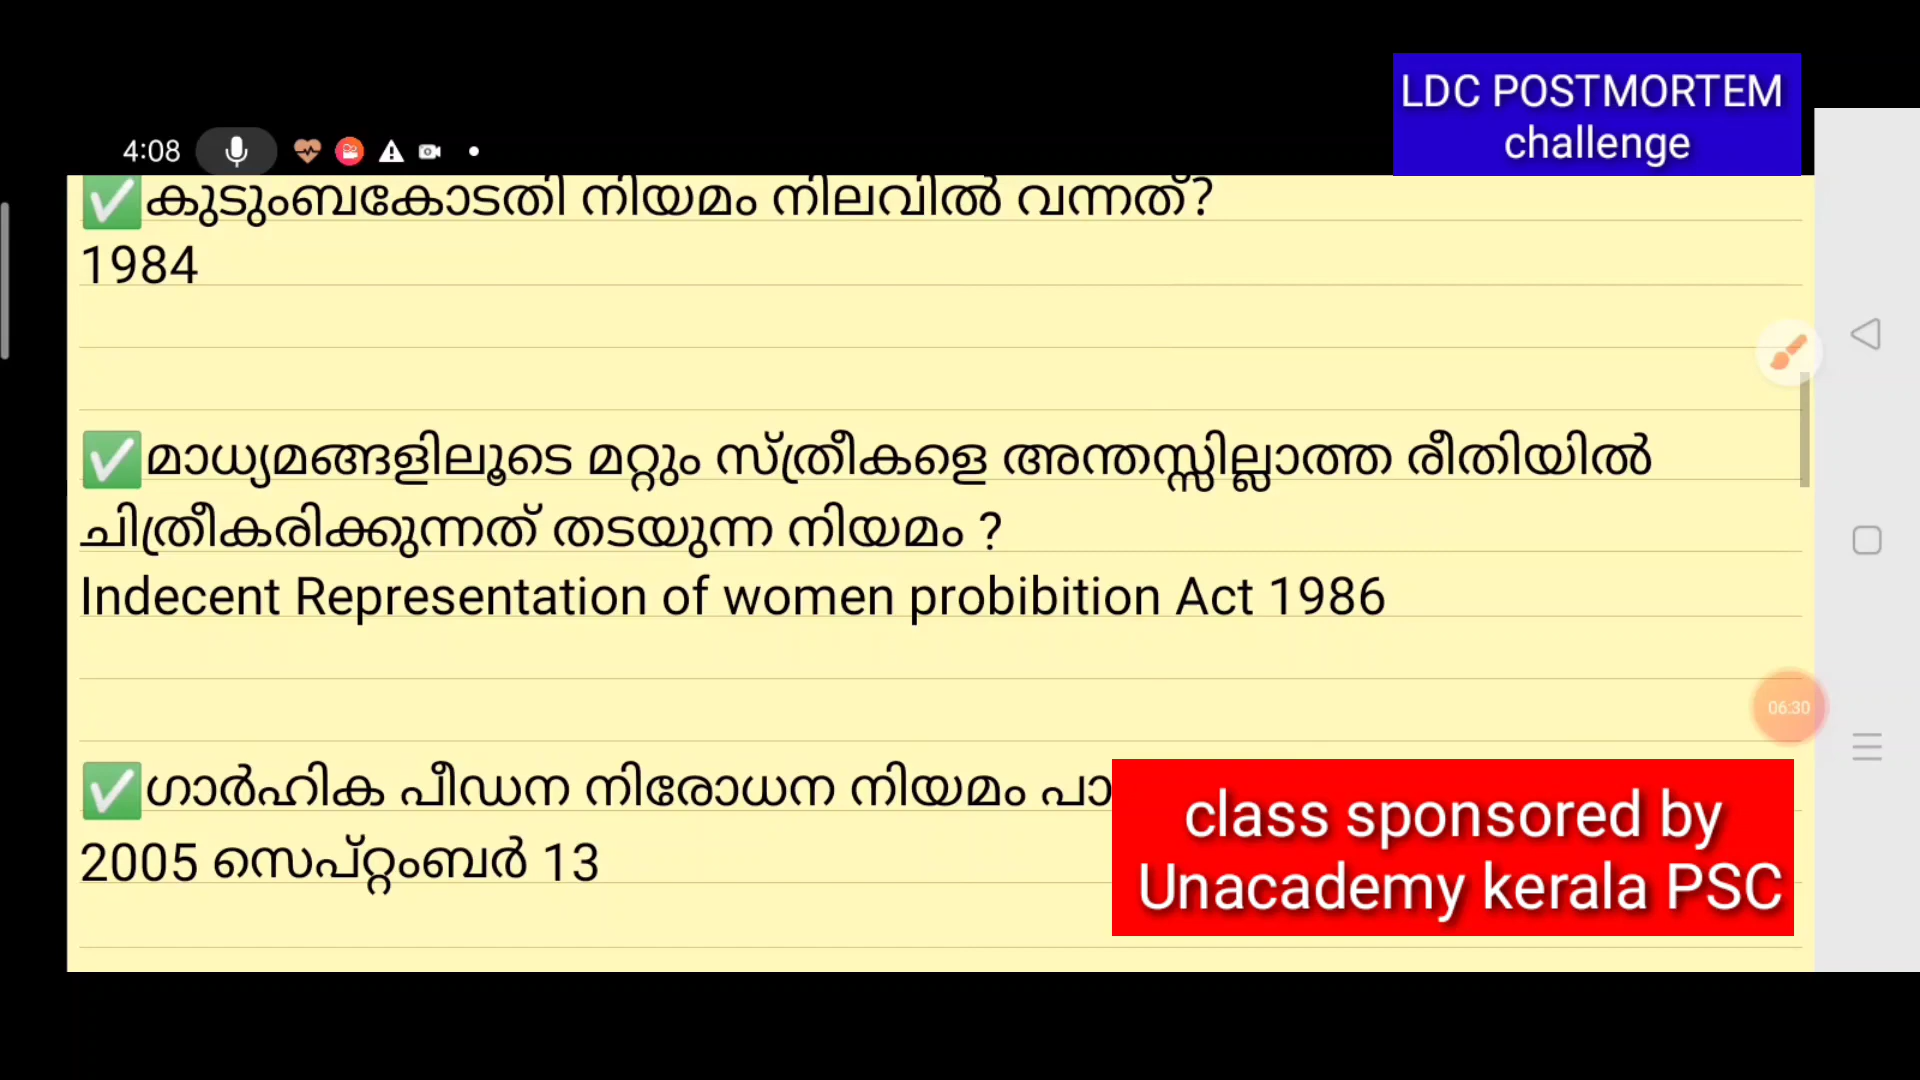 LDC POSTMORTEM
challenge
4:08
✅കുടുംബകോടതി നിയമം നിലവിൽ വന്നത്?
1984
✅മാധ്യമങ്ങളിലൂടെ മറ്റും സ്ത്രീകളെ അന്തസ്സില്ലാത്ത രീതിയിൽ
ചിത്രീകരിക്കുന്നത് തടയുന്ന നിയമം ?
Indecent Representation of women probibition Act 1986
06:30
✅ഗാർഹിക പീഡന നിരോധന നിയമം പാ
2005 സെപ്റ്റംബർ 13
class sponsored by
Unacademy kerala PSC